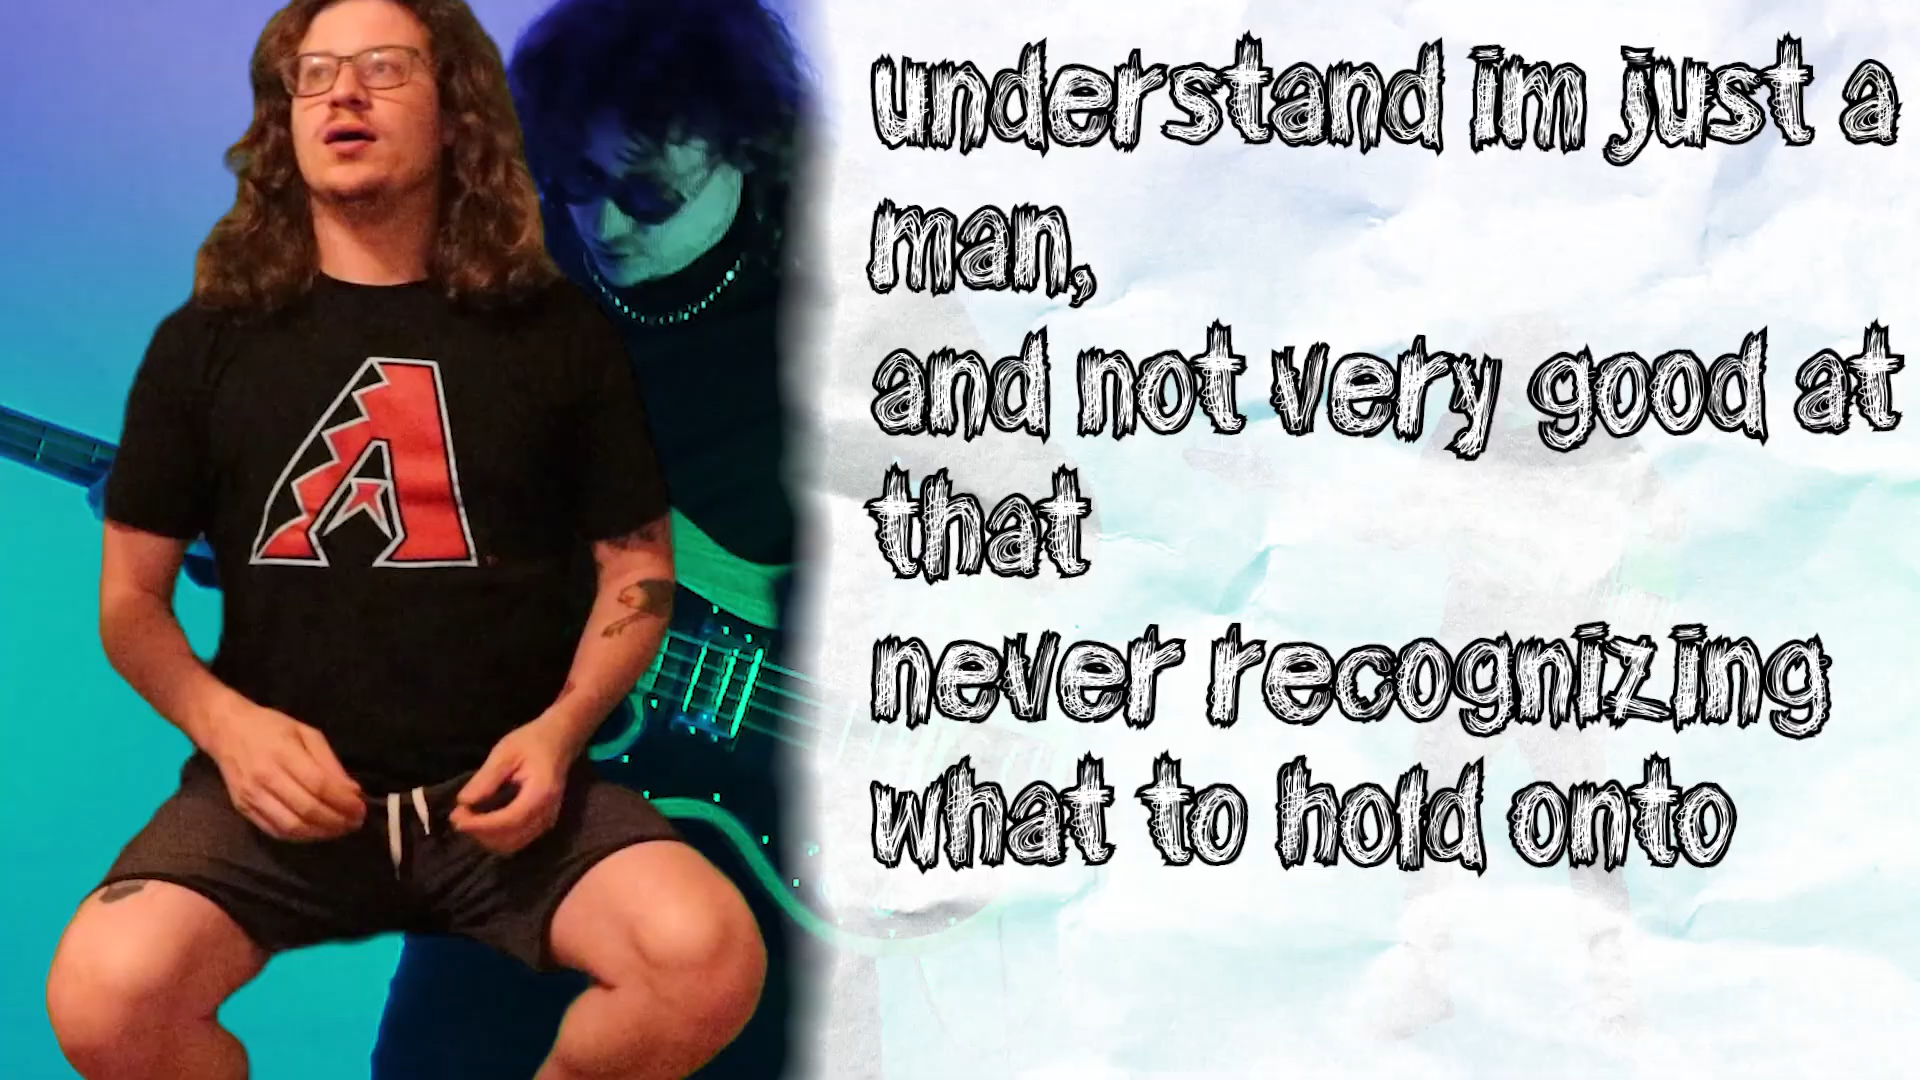 understand im just a
man,
and not very good at
that
never recognizing
what to hold onto
A